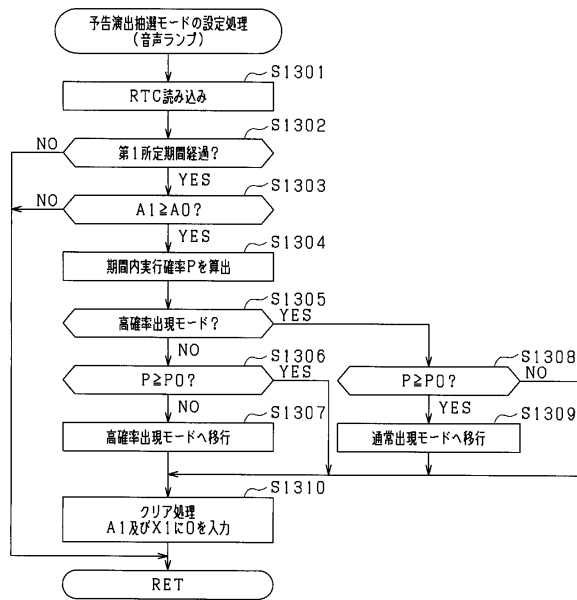 予告演出抽選モードの設定処理
(音声ランプ)
S1301
RTC読み込み
S1302
NO
第1所定期間経過?
YES
S1303
NO
A1≧A0?
YES
S1304
期間内実行確率Pを算出
S1305
高確率出現モード?
YES
NO
S1306
P≧P0?
YES
S1308
P≧P0?
NO
NO
S1307
高確率出現モードへ移行
YES
S1309
通常出現モードへ移行
S1310
クリア処理
A1及びX1に0を入力
RET